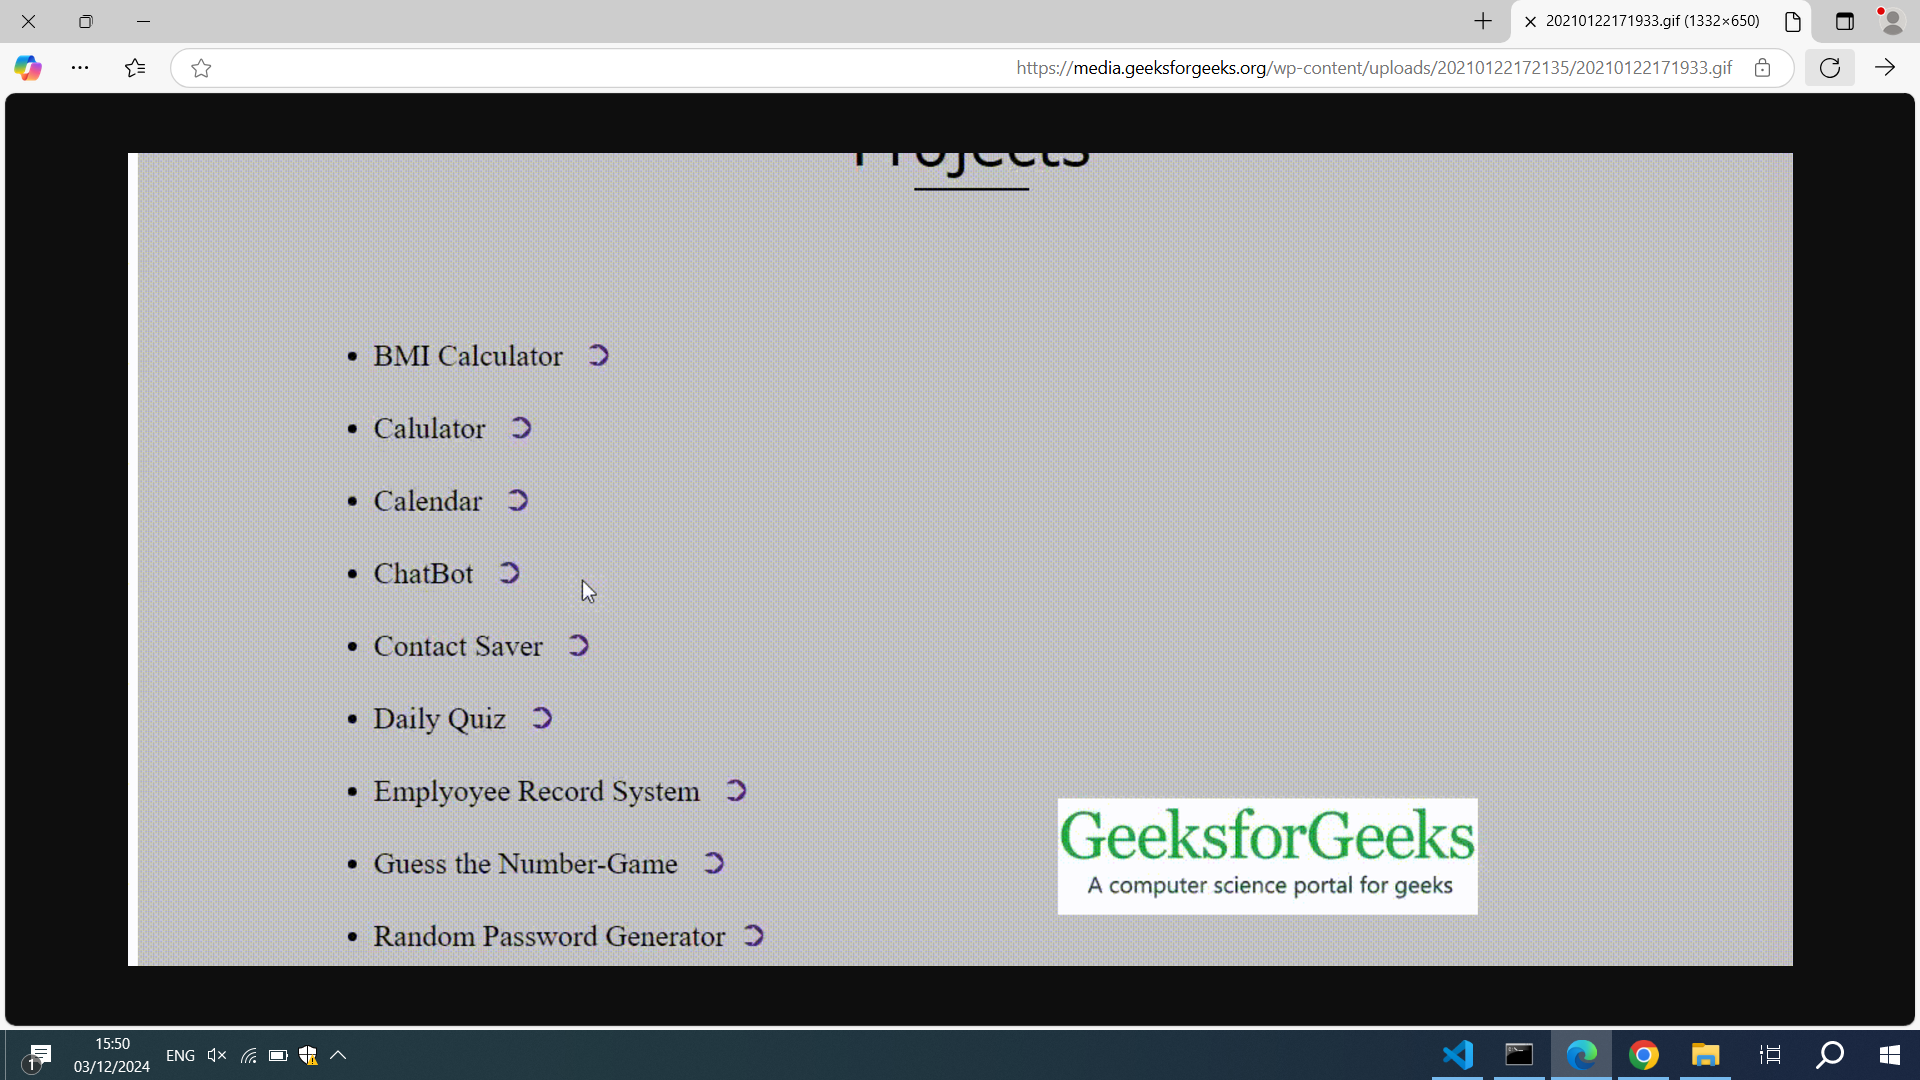 20210122171933.gif (1332×650)
https://media.geeksforgeeks.org/wp-content/uploads/20210122172135/20210122171933.gif
Projects
• BMI Calculator
• Calulator
• Calendar
• ChatBot
• Contact Saver
• Daily Quiz
• Emplyoyee Record System
• Guess the Number-Game
• Random Password Generator
GeeksforGeeks
A computer science portal for geeks
1
15:50
03/12/2024
ENG